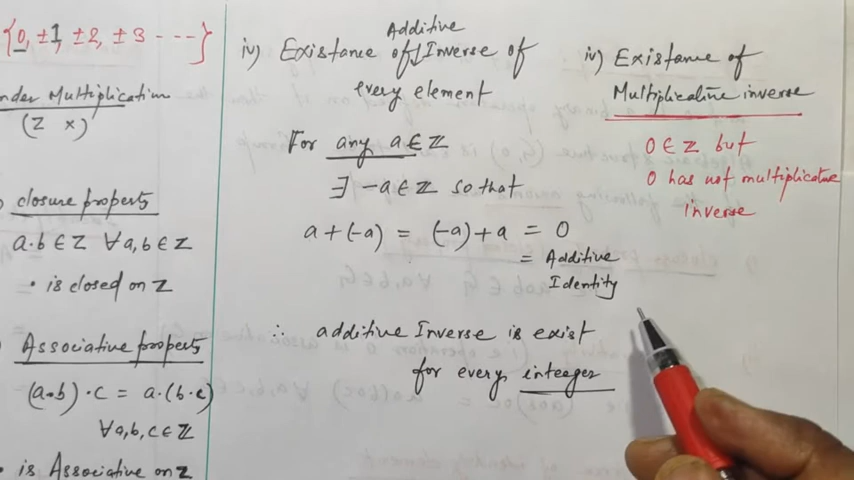 {0, ±1, ±2, ±3 ---- }
nder Multiplication
(Z ×)
closure property
a.b ∈ Z ∀a,b ∈ Z
· is closed on Z
Associative property
(a•b)·c = a.(b.c)
∀a,b,c ∈ Z
• is Associative on Z
iv) Existance of Additive Inverse of
every element
For any a ∈ Z
∃ -a ∈ Z so that
a+(-a) = (-a)+a = 0
= Additive
Identity
∴ additive Inverse is exist
for every inteeger
iv) Existance of
Multiplicative inverse
0 ∈ Z but
0 has not multiplicative
inverse